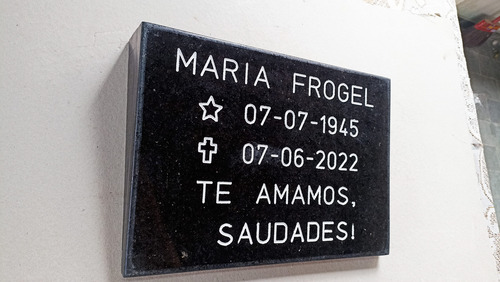 MARIA FROGEL
☆ 07-07-1945
✞ 07-06-2022
TE AMAMOS,
SAUDADES!